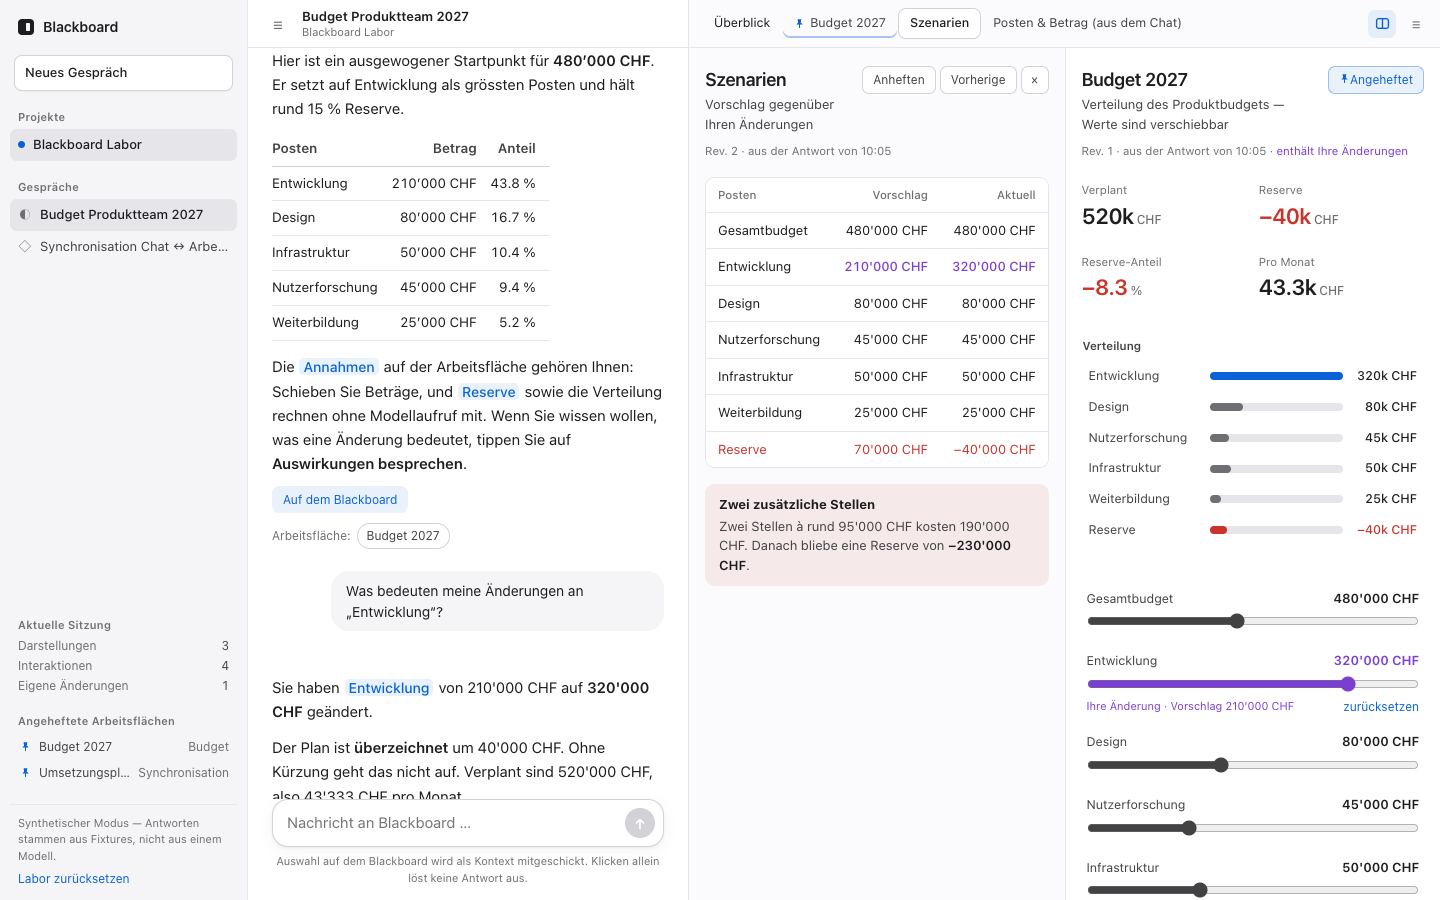 Blackboard
Neues Gespräch
Projekte
Blackboard Labor
Gespräche
Budget Produktteam 2027
Synchronisation Chat ↔ Arbe...
Aktuelle Sitzung
Darstellungen 3
Interaktionen 4
Eigene Änderungen 1
Angeheftete Arbeitsflächen
Budget 2027 Budget
Umsetzungspl... Synchronisation
Synthetischer Modus — Antworten
stammen aus Fixtures, nicht aus einem
Modell.
Labor zurücksetzen
Budget Produktteam 2027
Blackboard Labor
Hier ist ein ausgewogener Startpunkt für 480’000 CHF.
Er setzt auf Entwicklung als grössten Posten und hält
rund 15 % Reserve.
Posten Betrag Anteil
Entwicklung 210’000 CHF 43.8 %
Design 80’000 CHF 16.7 %
Infrastruktur 50’000 CHF 10.4 %
Nutzerforschung 45’000 CHF 9.4 %
Weiterbildung 25’000 CHF 5.2 %
Die Annahmen auf der Arbeitsfläche gehören Ihnen:
Schieben Sie Beträge, und Reserve sowie die Verteilung
rechnen ohne Modellaufruf mit. Wenn Sie wissen wollen,
was eine Änderung bedeutet, tippen Sie auf
Auswirkungen besprechen.
Auf dem Blackboard
Arbeitsfläche: Budget 2027
Was bedeuten meine Änderungen an
„Entwicklung“?
Sie haben Entwicklung von 210'000 CHF auf 320'000
CHF geändert.
Der Plan ist überzeichnet um 40'000 CHF. Ohne
Kürzung geht das nicht auf. Verplant sind 520'000 CHF,
also 43'333 CHF pro Monat.
Nachricht an Blackboard ...
Auswahl auf dem Blackboard wird als Kontext mitgeschickt. Klicken allein
löst keine Antwort aus.
Überblick Budget 2027 Szenarien Posten & Betrag (aus dem Chat)
Szenarien Anheften Vorherige ×
Vorschlag gegenüber
Ihren Änderungen
Rev. 2 · aus der Antwort von 10:05
Posten Vorschlag Aktuell
Gesamtbudget 480'000 CHF 480'000 CHF
Entwicklung 210'000 CHF 320'000 CHF
Design 80'000 CHF 80'000 CHF
Nutzerforschung 45'000 CHF 45'000 CHF
Infrastruktur 50'000 CHF 50'000 CHF
Weiterbildung 25'000 CHF 25'000 CHF
Reserve 70'000 CHF −40'000 CHF
Zwei zusätzliche Stellen
Zwei Stellen à rund 95'000 CHF kosten 190'000
CHF. Danach bliebe eine Reserve von −230'000
CHF.
Budget 2027 Angeheftet
Verteilung des Produktbudgets —
Werte sind verschiebbar
Rev. 1 · aus der Antwort von 10:05 · enthält Ihre Änderungen
Verplant Reserve
520k CHF −40k CHF
Reserve-Anteil Pro Monat
−8.3 % 43.3k CHF
Verteilung
Entwicklung 320k CHF
Design 80k CHF
Nutzerforschung 45k CHF
Infrastruktur 50k CHF
Weiterbildung 25k CHF
Reserve −40k CHF
Gesamtbudget 480'000 CHF
Entwicklung 320'000 CHF
Ihre Änderung · Vorschlag 210'000 CHF zurücksetzen
Design 80'000 CHF
Nutzerforschung 45'000 CHF
Infrastruktur 50'000 CHF